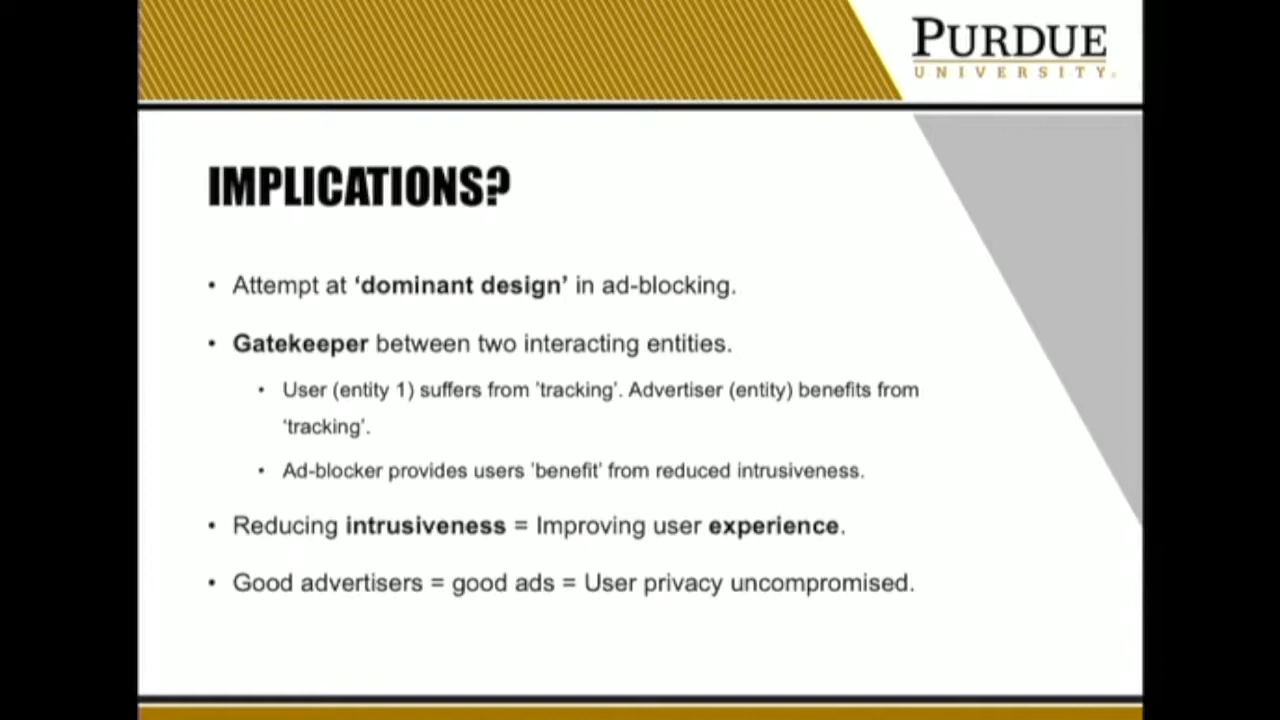 PURDUE
UNIVERSITY
IMPLICATIONS?
• Attempt at ‘dominant design’ in ad-blocking.
• Gatekeeper between two interacting entities.
• User (entity 1) suffers from 'tracking'. Advertiser (entity) benefits from
'tracking'.
• Ad-blocker provides users 'benefit' from reduced intrusiveness.
• Reducing intrusiveness = Improving user experience.
• Good advertisers = good ads = User privacy uncompromised.